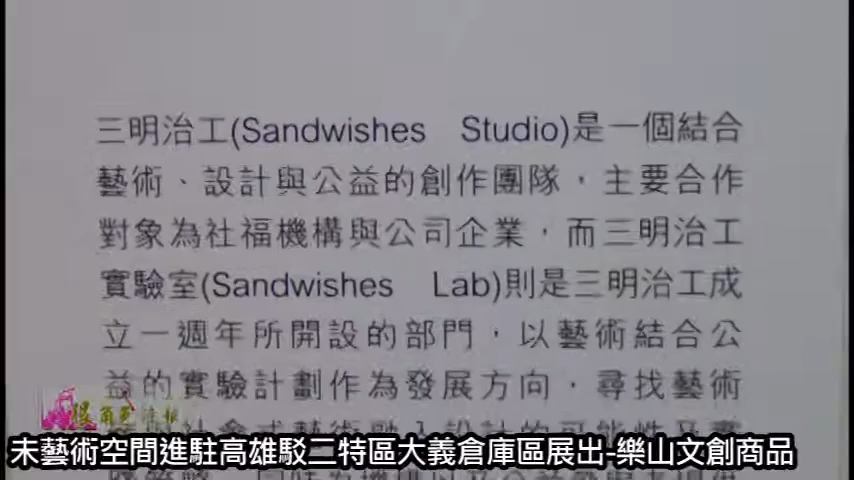 三明治工(Sandwishes Studio)是一個結合
藝術、設計與公益的創作團隊，主要合作
對象為社福機構與公司企業，而三明治工
實驗室(Sandwishes Lab)則是三明治工成
立一週年所開設的部門，以藝術結合公
益的實驗計劃作為發展方向，尋找藝術
未藝術空間進駐高雄駁二特區大義倉庫區展出-樂山文創商品